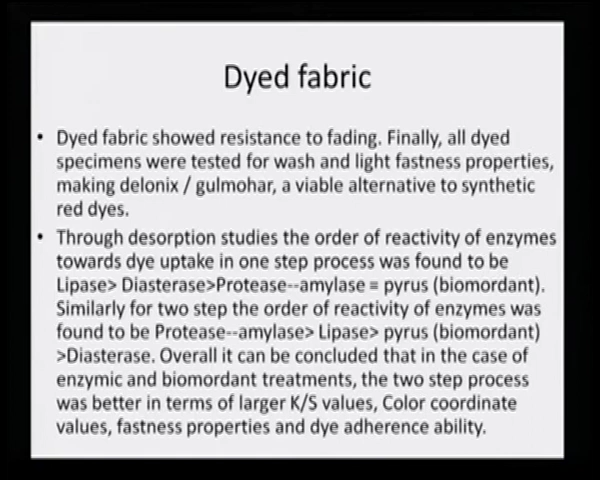 Dyed fabric
• Dyed fabric showed resistance to fading. Finally, all dyed
specimens were tested for wash and light fastness properties,
making delonix / gulmohar, a viable alternative to synthetic
red dyes.
• Through desorption studies the order of reactivity of enzymes
towards dye uptake in one step process was found to be
Lipase> Diasterase>Protease--amylase ≡ pyrus (biomordant).
Similarly for two step the order of reactivity of enzymes was
found to be Protease--amylase> Lipase> pyrus (biomordant)
>Diasterase. Overall it can be concluded that in the case of
enzymic and biomordant treatments, the two step process
was better in terms of larger K/S values, Color coordinate
values, fastness properties and dye adherence ability.